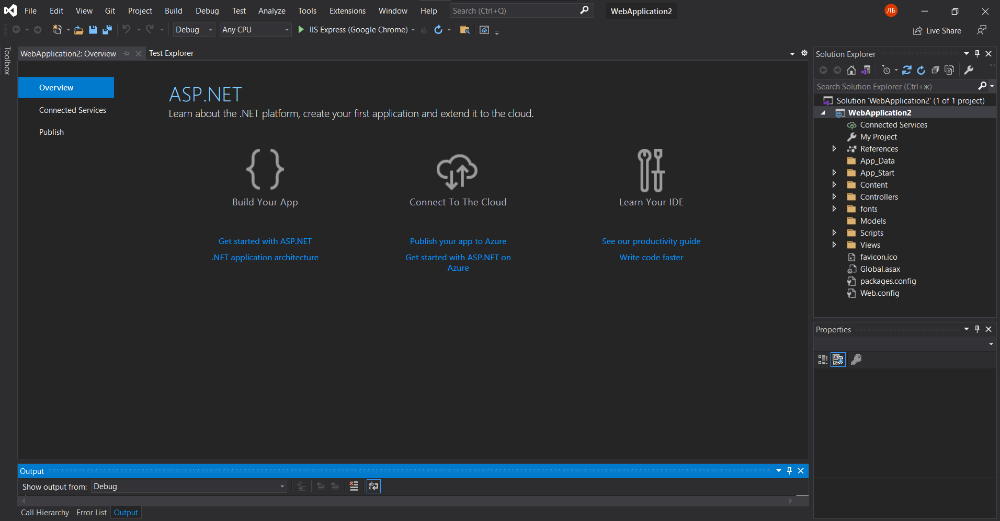 File Edit View Git Project Build Debug Test Analyze Tools Extensions Window Help Search (Ctrl+Q) WebApplication2 ЛБ
Debug Any CPU IIS Express (Google Chrome) Live Share
Toolbox
WebApplication2: Overview Test Explorer
Overview
Connected Services
Publish
ASP.NET
Learn about the .NET platform, create your first application and extend it to the cloud.
Build Your App
Get started with ASP.NET
.NET application architecture
Connect To The Cloud
Publish your app to Azure
Get started with ASP.NET on
Azure
Learn Your IDE
See our productivity guide
Write code faster
Solution Explorer
Search Solution Explorer (Ctrl+ж)
Solution 'WebApplication2' (1 of 1 project)
WebApplication2
Connected Services
My Project
References
App_Data
App_Start
Content
Controllers
fonts
Models
Scripts
Views
favicon.ico
Global.asax
packages.config
Web.config
Properties
Output
Show output from: Debug
Call Hierarchy Error List Output